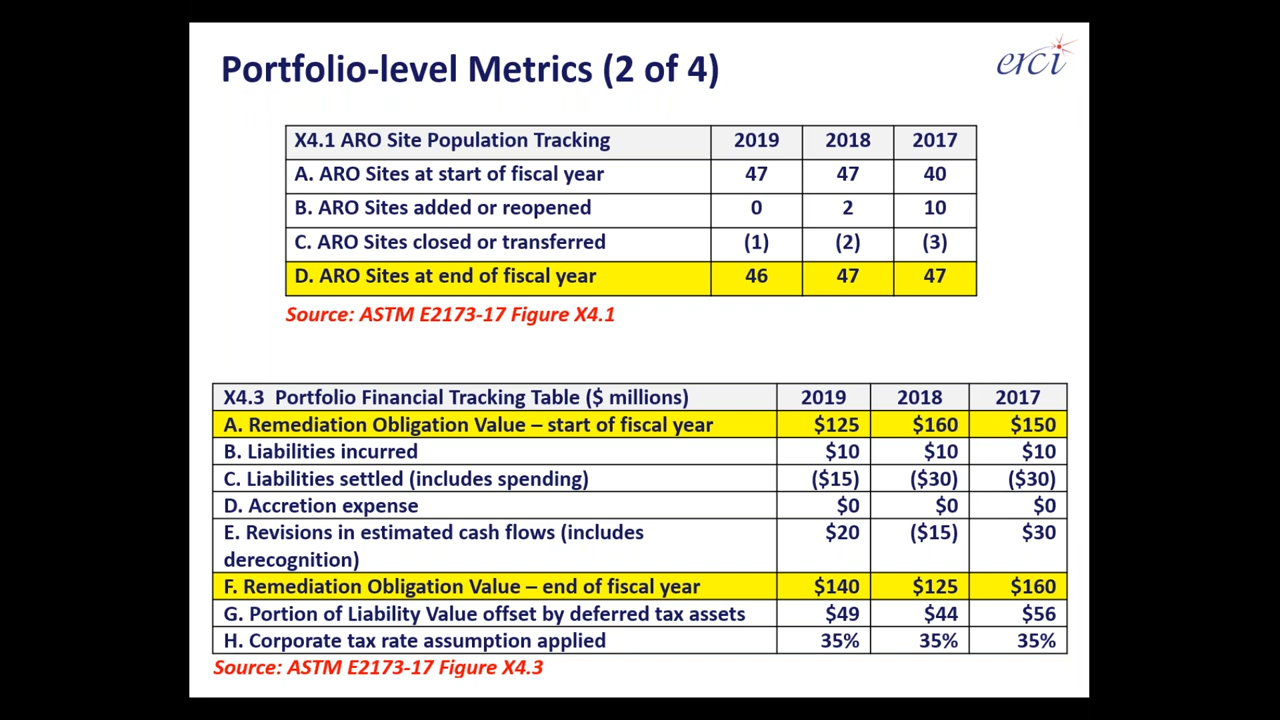 Portfolio-level Metrics (2 of 4)
erci
X4.1 ARO Site Population Tracking 2019 2018 2017
A. ARO Sites at start of fiscal year 47 47 40
B. ARO Sites added or reopened 0 2 10
C. ARO Sites closed or transferred (1) (2) (3)
D. ARO Sites at end of fiscal year 46 47 47
Source: ASTM E2173-17 Figure X4.1
X4.3 Portfolio Financial Tracking Table ($ millions) 2019 2018 2017
A. Remediation Obligation Value – start of fiscal year $125 $160 $150
B. Liabilities incurred $10 $10 $10
C. Liabilities settled (includes spending) ($15) ($30) ($30)
D. Accretion expense $0 $0 $0
E. Revisions in estimated cash flows (includes $20 ($15) $30
derecognition)
F. Remediation Obligation Value – end of fiscal year $140 $125 $160
G. Portion of Liability Value offset by deferred tax assets $49 $44 $56
H. Corporate tax rate assumption applied 35% 35% 35%
Source: ASTM E2173-17 Figure X4.3